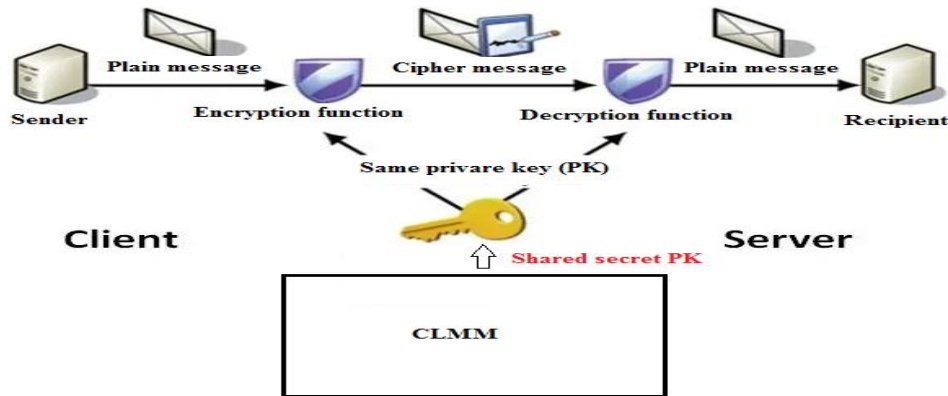 Plain message
Cipher message
Plain message
Sender
Encryption function
Decryption function
Recipient
Same privare key (PK)
Client
Server
Shared secret PK
CLMM